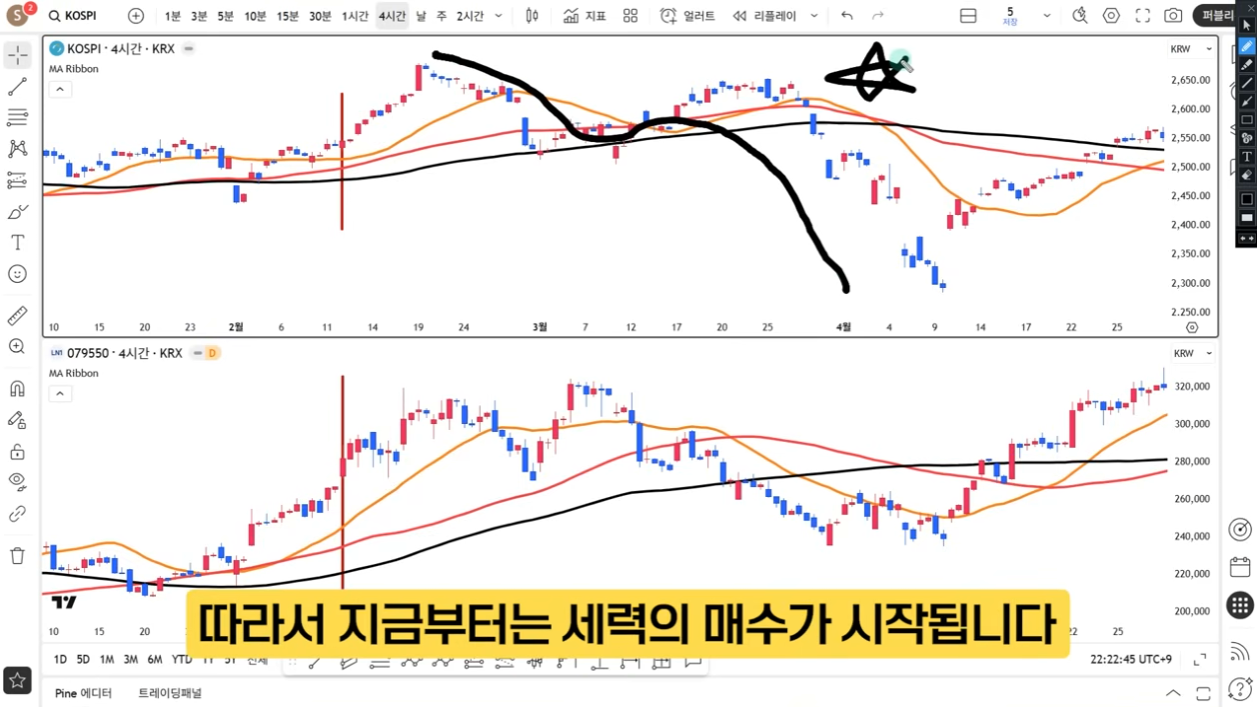 S 2 KOSPI 1분 3분 5분 10분 15분 30분 1시간 4시간 날 주 2시간 지표 얼러트 리플레이 5 저장 퍼블리
KOSPI · 4시간 · KRX KRW
MA Ribbon
2,650.00
2,600.00
2,550.00
2,500.00
2,450.00
2,400.00
2,350.00
2,300.00
2,250.00
10 15 20 23 2월 6 11 14 19 24 3월 7 12 17 20 25 4월 4 9 14 17 22 25
LN1 079550 · 4시간 · KRX D KRW
MA Ribbon
320,000
300,000
280,000
260,000
240,000
220,000
200,000
따라서 지금부터는 세력의 매수가 시작됩니다
10 15 20 22 25
1D 5D 1M 3M 6M YTD 1Y 5Y 전체 22:22:45 UTC+9
Pine 에디터 트레이딩패널